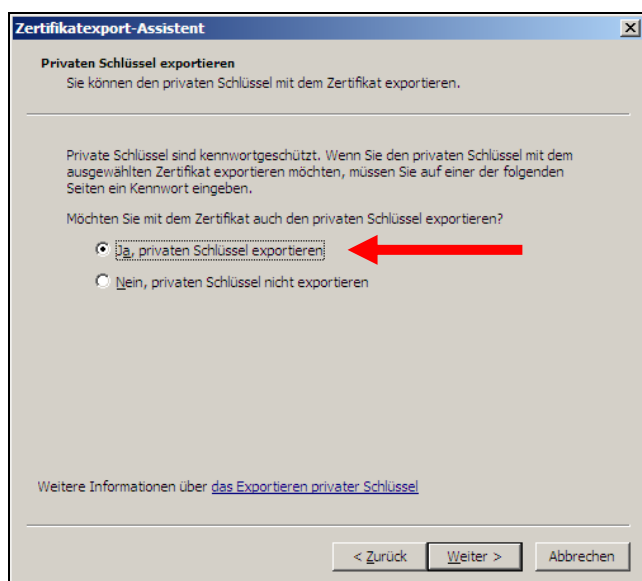 Zertifikatexport-Assistent
Privaten Schlüssel exportieren
Sie können den privaten Schlüssel mit dem Zertifikat exportieren.
Private Schlüssel sind kennwortgeschützt. Wenn Sie den privaten Schlüssel mit dem
ausgewählten Zertifikat exportieren möchten, müssen Sie auf einer der folgenden
Seiten ein Kennwort eingeben.
Möchten Sie mit dem Zertifikat auch den privaten Schlüssel exportieren?
Ja, privaten Schlüssel exportieren
Nein, privaten Schlüssel nicht exportieren
Weitere Informationen über das Exportieren privater Schlüssel
< Zurück Weiter > Abbrechen